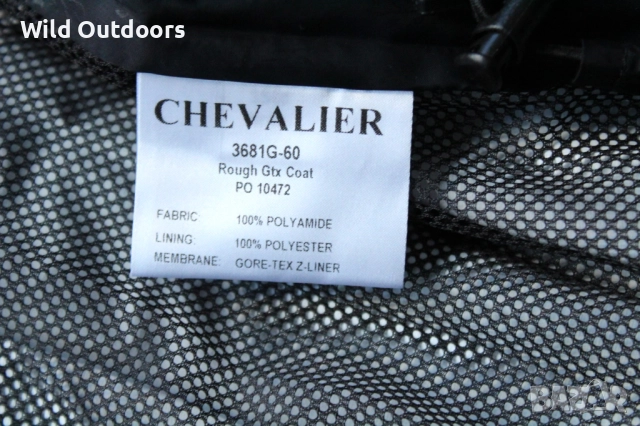 Wild Outdoors
CHEVALIER
3681G-60
Rough Gtx Coat
PO 10472
FABRIC: 100% POLYAMIDE
LINING: 100% POLYESTER
MEMBRANE: GORE-TEX Z-LINER